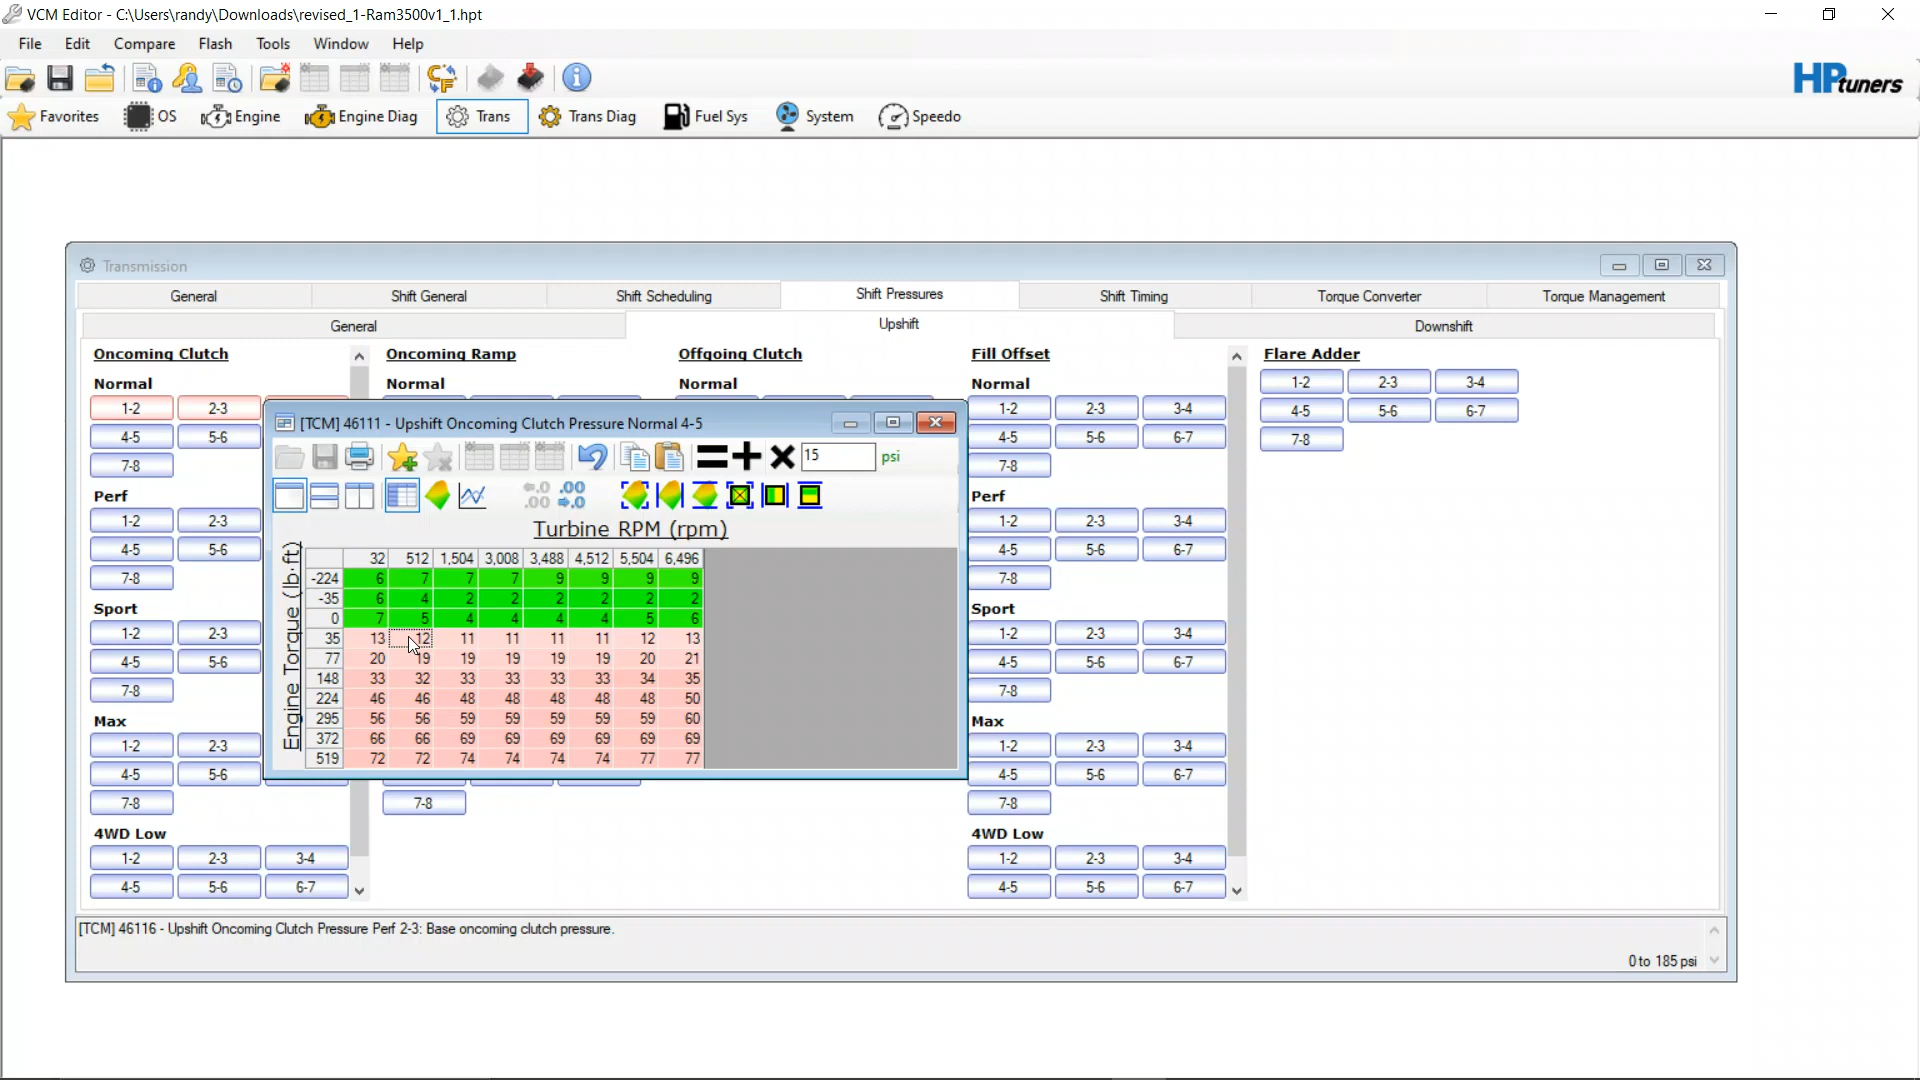 VCM Editor - C:\Users\randy\Downloads\revised_1-Ram3500v1_1.hpt
File Edit Compare Flash Tools Window Help
HPtuners
Favorites OS Engine Engine Diag Trans Trans Diag Fuel Sys System Speedo
Transmission
General Shift General Shift Scheduling Shift Pressures Shift Timing Torque Converter Torque Management
General Upshift Downshift
Oncoming Clutch Oncoming Ramp Offgoing Clutch Fill Offset Flare Adder
Normal Normal Normal Normal 1-2 2-3 3-4
1-2 2-3 1-2 2-3 3-4 4-5 5-6 6-7
4-5 5-6 4-5 5-6 6-7 7-8
7-8 7-8
Perf Perf
1-2 2-3 1-2 2-3 3-4
4-5 5-6 4-5 5-6 6-7
7-8 7-8
Sport Sport
1-2 2-3 1-2 2-3 3-4
4-5 5-6 4-5 5-6 6-7
7-8 7-8
Max Max
1-2 2-3 1-2 2-3 3-4
4-5 5-6 4-5 5-6 6-7
7-8 7-8 7-8
4WD Low 4WD Low
1-2 2-3 3-4 1-2 2-3 3-4
4-5 5-6 6-7 4-5 5-6 6-7
[TCM] 46111 - Upshift Oncoming Clutch Pressure Normal 4-5
15 psi
Turbine RPM (rpm)
Engine Torque (lb·ft)
32 512 1,504 3,008 3,488 4,512 5,504 6,496
-224 6 7 7 7 9 9 9 9
-35 6 4 2 2 2 2 2 2
0 7 5 4 4 4 4 5 6
35 13 12 11 11 11 11 12 13
77 20 19 19 19 19 19 20 21
148 33 32 33 33 33 33 34 35
224 46 46 48 48 48 48 48 50
295 56 56 59 59 59 59 59 60
372 66 66 69 69 69 69 69 69
519 72 72 74 74 74 74 77 77
[TCM] 46116 - Upshift Oncoming Clutch Pressure Perf 2-3: Base oncoming clutch pressure.
0 to 185 psi